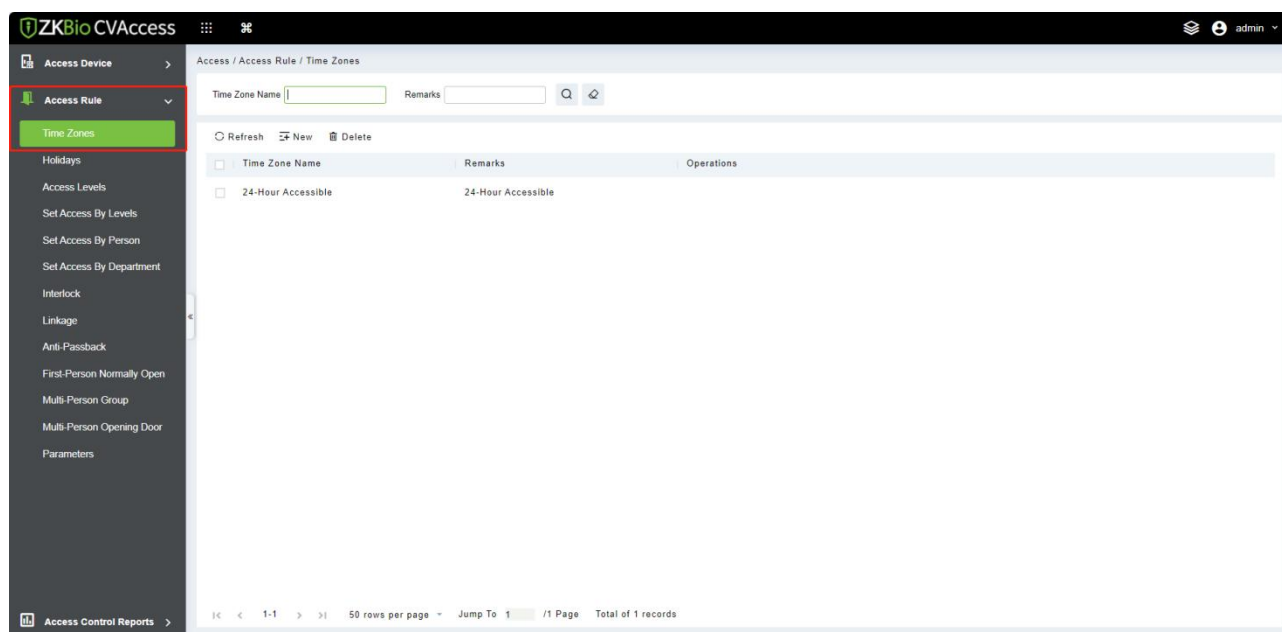 ZKBio CVAccess
admin
Access Device
Access Rule
Time Zones
Holidays
Access Levels
Set Access By Levels
Set Access By Person
Set Access By Department
Interlock
Linkage
Anti-Passback
First-Person Normally Open
Multi-Person Group
Multi-Person Opening Door
Parameters
Access Control Reports
Access / Access Rule / Time Zones
Time Zone Name Remarks
Refresh New Delete
Time Zone Name Remarks Operations
24-Hour Accessible 24-Hour Accessible
1-1 50 rows per page Jump To 1 /1 Page Total of 1 records